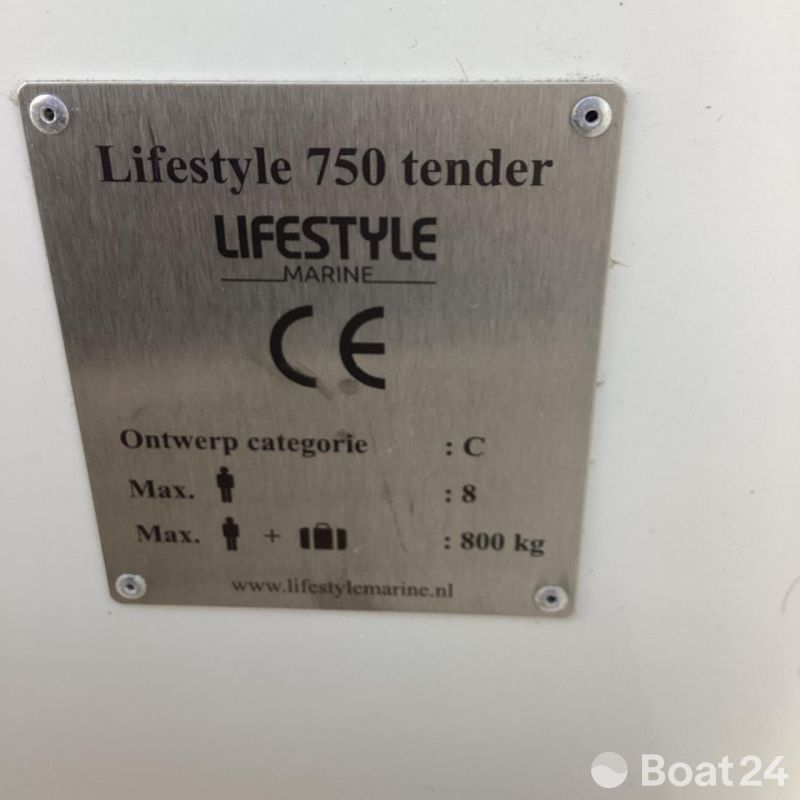 Lifestyle 750 tender
LIFESTYLE
MARINE
CE
Ontwerp categorie : C
Max. : 8
Max. + : 800 kg
www.lifestylemarine.nl
Boat24